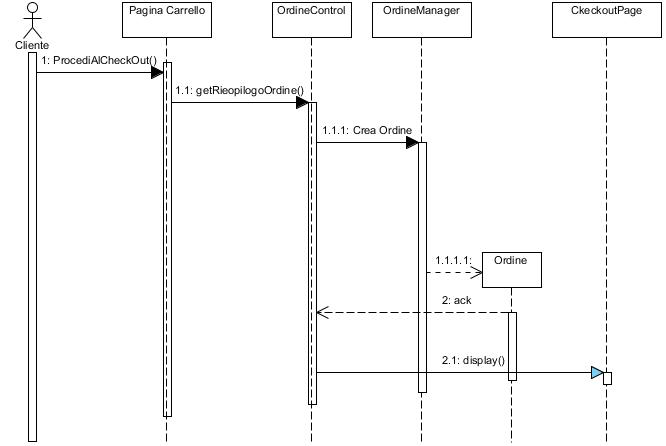 Pagina Carrello
OrdineControl
OrdineManager
CkeckoutPage
Cliente
1: ProcediAlCheckOut()
1.1: getRieopilogoOrdine()
1.1.1: Crea Ordine
1.1.1.1:
Ordine
2: ack
2.1: display()